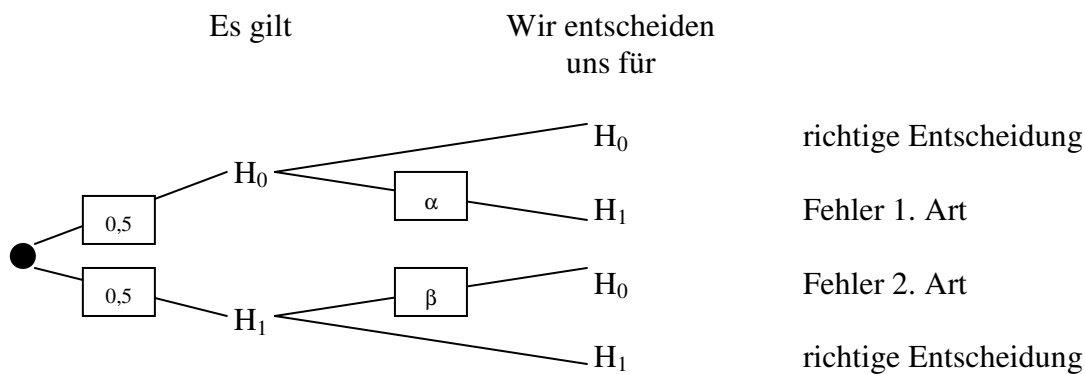 Es gilt
Wir entscheiden
uns für
H₀ richtige Entscheidung
H₀
α
H₁ Fehler 1. Art
0,5
0,5
β
H₀ Fehler 2. Art
H₁
H₁ richtige Entscheidung